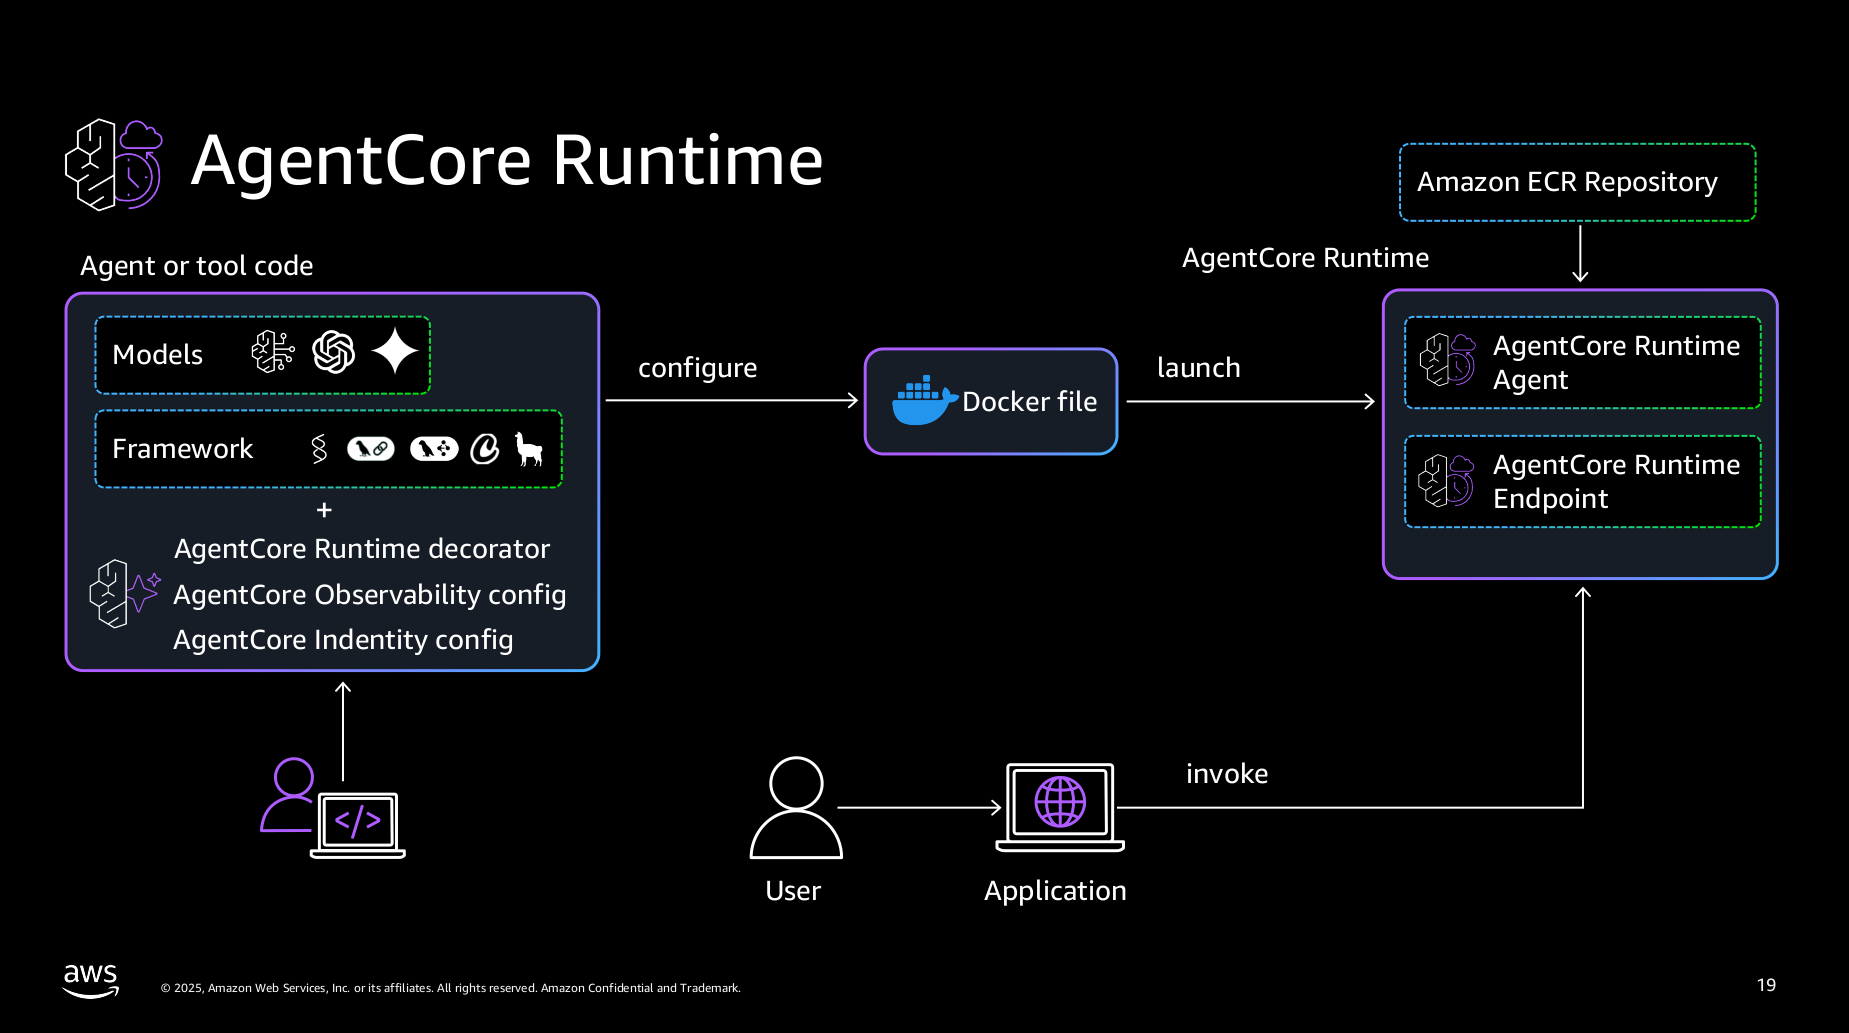 AgentCore Runtime
Amazon ECR Repository
AgentCore Runtime
Agent or tool code
Models
Framework
+
AgentCore Runtime decorator
AgentCore Observability config
AgentCore Indentity config
configure
Docker file
launch
AgentCore Runtime
Agent
AgentCore Runtime
Endpoint
</>
invoke
User
Application
aws
© 2025, Amazon Web Services, Inc. or its affiliates. All rights reserved. Amazon Confidential and Trademark.
19